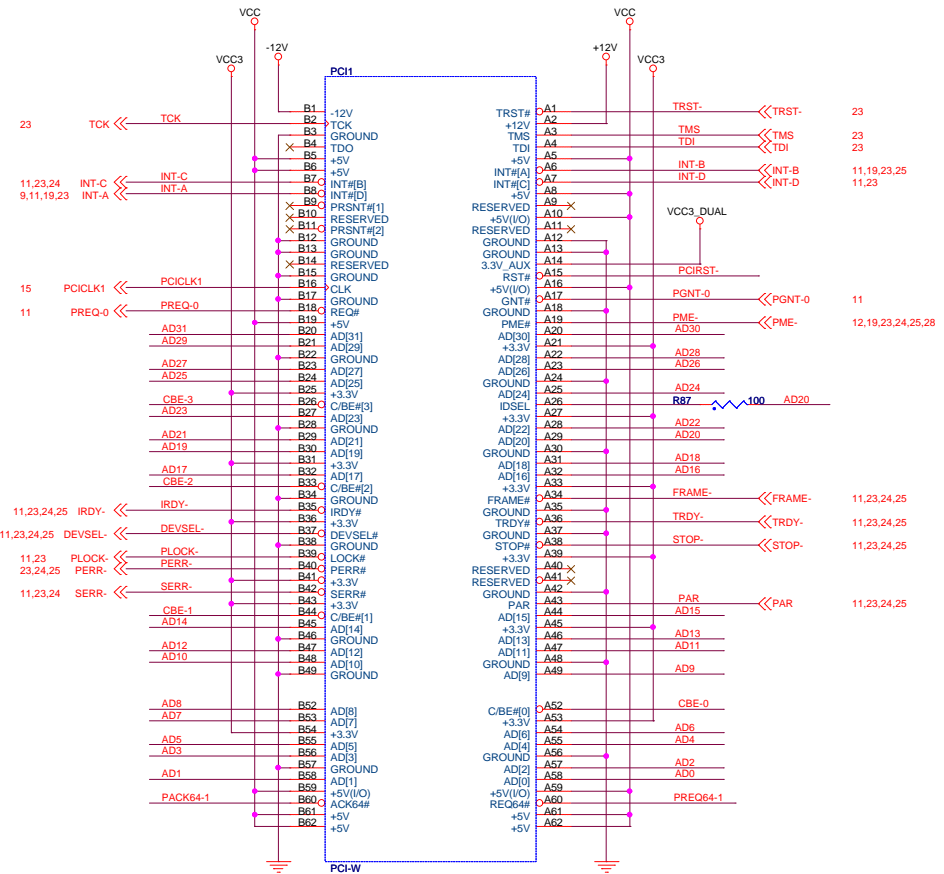 VCC
VCC
-12V
+12V
VCC3
VCC3
PCI1
B1 -12V
TRST# A1 TRST- TRST- 23
23 TCK TCK B2 TCK
+12V A2
B3 GROUND
TMS A3 TMS TMS 23
B4 TDO
TDI A4 TDI TDI 23
B5 +5V
+5V A5
B6 +5V
INT#[A] A6 INT-B INT-B 11,19,23,25
11,23,24 INT-C INT-C B7 INT#[B]
INT#[C] A7 INT-D INT-D 11,23
9,11,19,23 INT-A INT-A B8 INT#[D]
+5V A8
B9 PRSNT#[1]
RESERVED A9
B10 RESERVED
+5V(I/O) A10
VCC3_DUAL
B11 PRSNT#[2]
RESERVED A11
B12 GROUND
GROUND A12
B13 GROUND
GROUND A13
B14 RESERVED
3.3V_AUX A14
B15 GROUND
RST# A15 PCIRST-
15 PCICLK1 PCICLK1 B16 CLK
+5V(I/O) A16
B17 GROUND
GNT# A17 PGNT-0 PGNT-0 11
11 PREQ-0 PREQ-0 B18 REQ#
GROUND A18
B19 +5V
PME# A19 PME- PME- 12,19,23,24,25,28
AD31 B20 AD[31]
AD[30] A20 AD30
AD29 B21 AD[29]
+3.3V A21
B22 GROUND
AD[28] A22 AD28
AD27 B23 AD[27]
AD[26] A23 AD26
AD25 B24 AD[25]
GROUND A24
B25 +3.3V
AD[24] A25 AD24
CBE-3 B26 C/BE#[3]
IDSEL A26 R87 100 AD20
AD23 B27 AD[23]
+3.3V A27
B28 GROUND
AD[22] A28 AD22
AD21 B29 AD[21]
AD[20] A29 AD20
AD19 B30 AD[19]
GROUND A30
B31 +3.3V
AD[18] A31 AD18
AD17 B32 AD[17]
AD[16] A32 AD16
CBE-2 B33 C/BE#[2]
+3.3V A33
B34 GROUND
FRAME# A34 FRAME- FRAME- 11,23,24,25
11,23,24,25 IRDY- IRDY- B35 IRDY#
GROUND A35
B36 +3.3V
TRDY# A36 TRDY- TRDY- 11,23,24,25
11,23,24,25 DEVSEL- DEVSEL- B37 DEVSEL#
GROUND A37
B38 GROUND
STOP# A38 STOP- STOP- 11,23,24,25
11,23 PLOCK- PLOCK- B39 LOCK#
+3.3V A39
23,24,25 PERR- PERR- B40 PERR#
RESERVED A40
B41 +3.3V
RESERVED A41
11,23,24 SERR- SERR- B42 SERR#
GROUND A42
B43 +3.3V
PAR A43 PAR PAR 11,23,24,25
CBE-1 B44 C/BE#[1]
AD[15] A44 AD15
AD14 B45 AD[14]
+3.3V A45
B46 GROUND
AD[13] A46 AD13
AD12 B47 AD[12]
AD[11] A47 AD11
AD10 B48 AD[10]
GROUND A48
B49 GROUND
AD[9] A49 AD9
AD8 B52 AD[8]
C/BE#[0] A52 CBE-0
AD7 B53 AD[7]
+3.3V A53
B54 +3.3V
AD[6] A54 AD6
AD5 B55 AD[5]
AD[4] A55 AD4
AD3 B56 AD[3]
GROUND A56
B57 GROUND
AD[2] A57 AD2
AD1 B58 AD[1]
AD[0] A58 AD0
B59 +5V(I/O)
+5V(I/O) A59
PACK64-1 B60 ACK64#
REQ64# A60 PREQ64-1
B61 +5V
+5V A61
B62 +5V
+5V A62
PCI-W